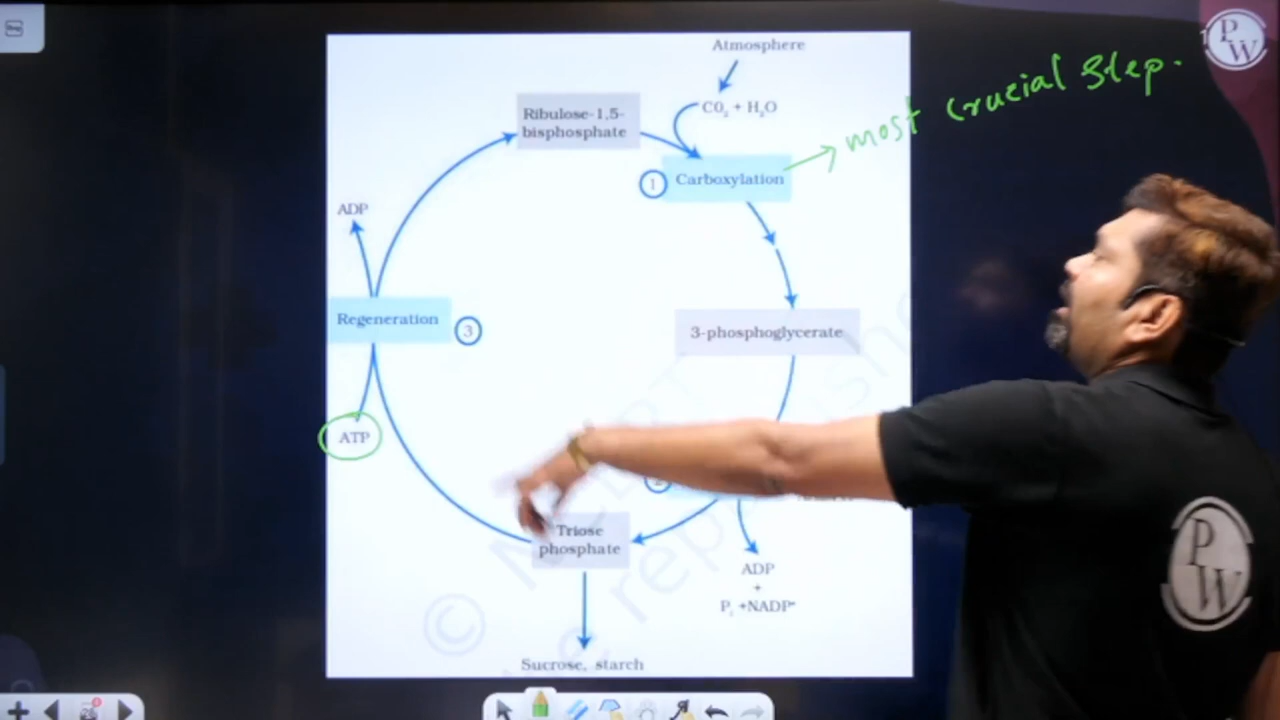 Atmosphere
CO₂ + H₂O
most crucial step.
Ribulose-1,5-
bisphosphate
1 Carboxylation
ADP
Regeneration 3
3-phosphoglycerate
ATP
Triose
phosphate
ADP
+
Pᵢ +NADP⁺
Sucrose, starch
P
W
P
W